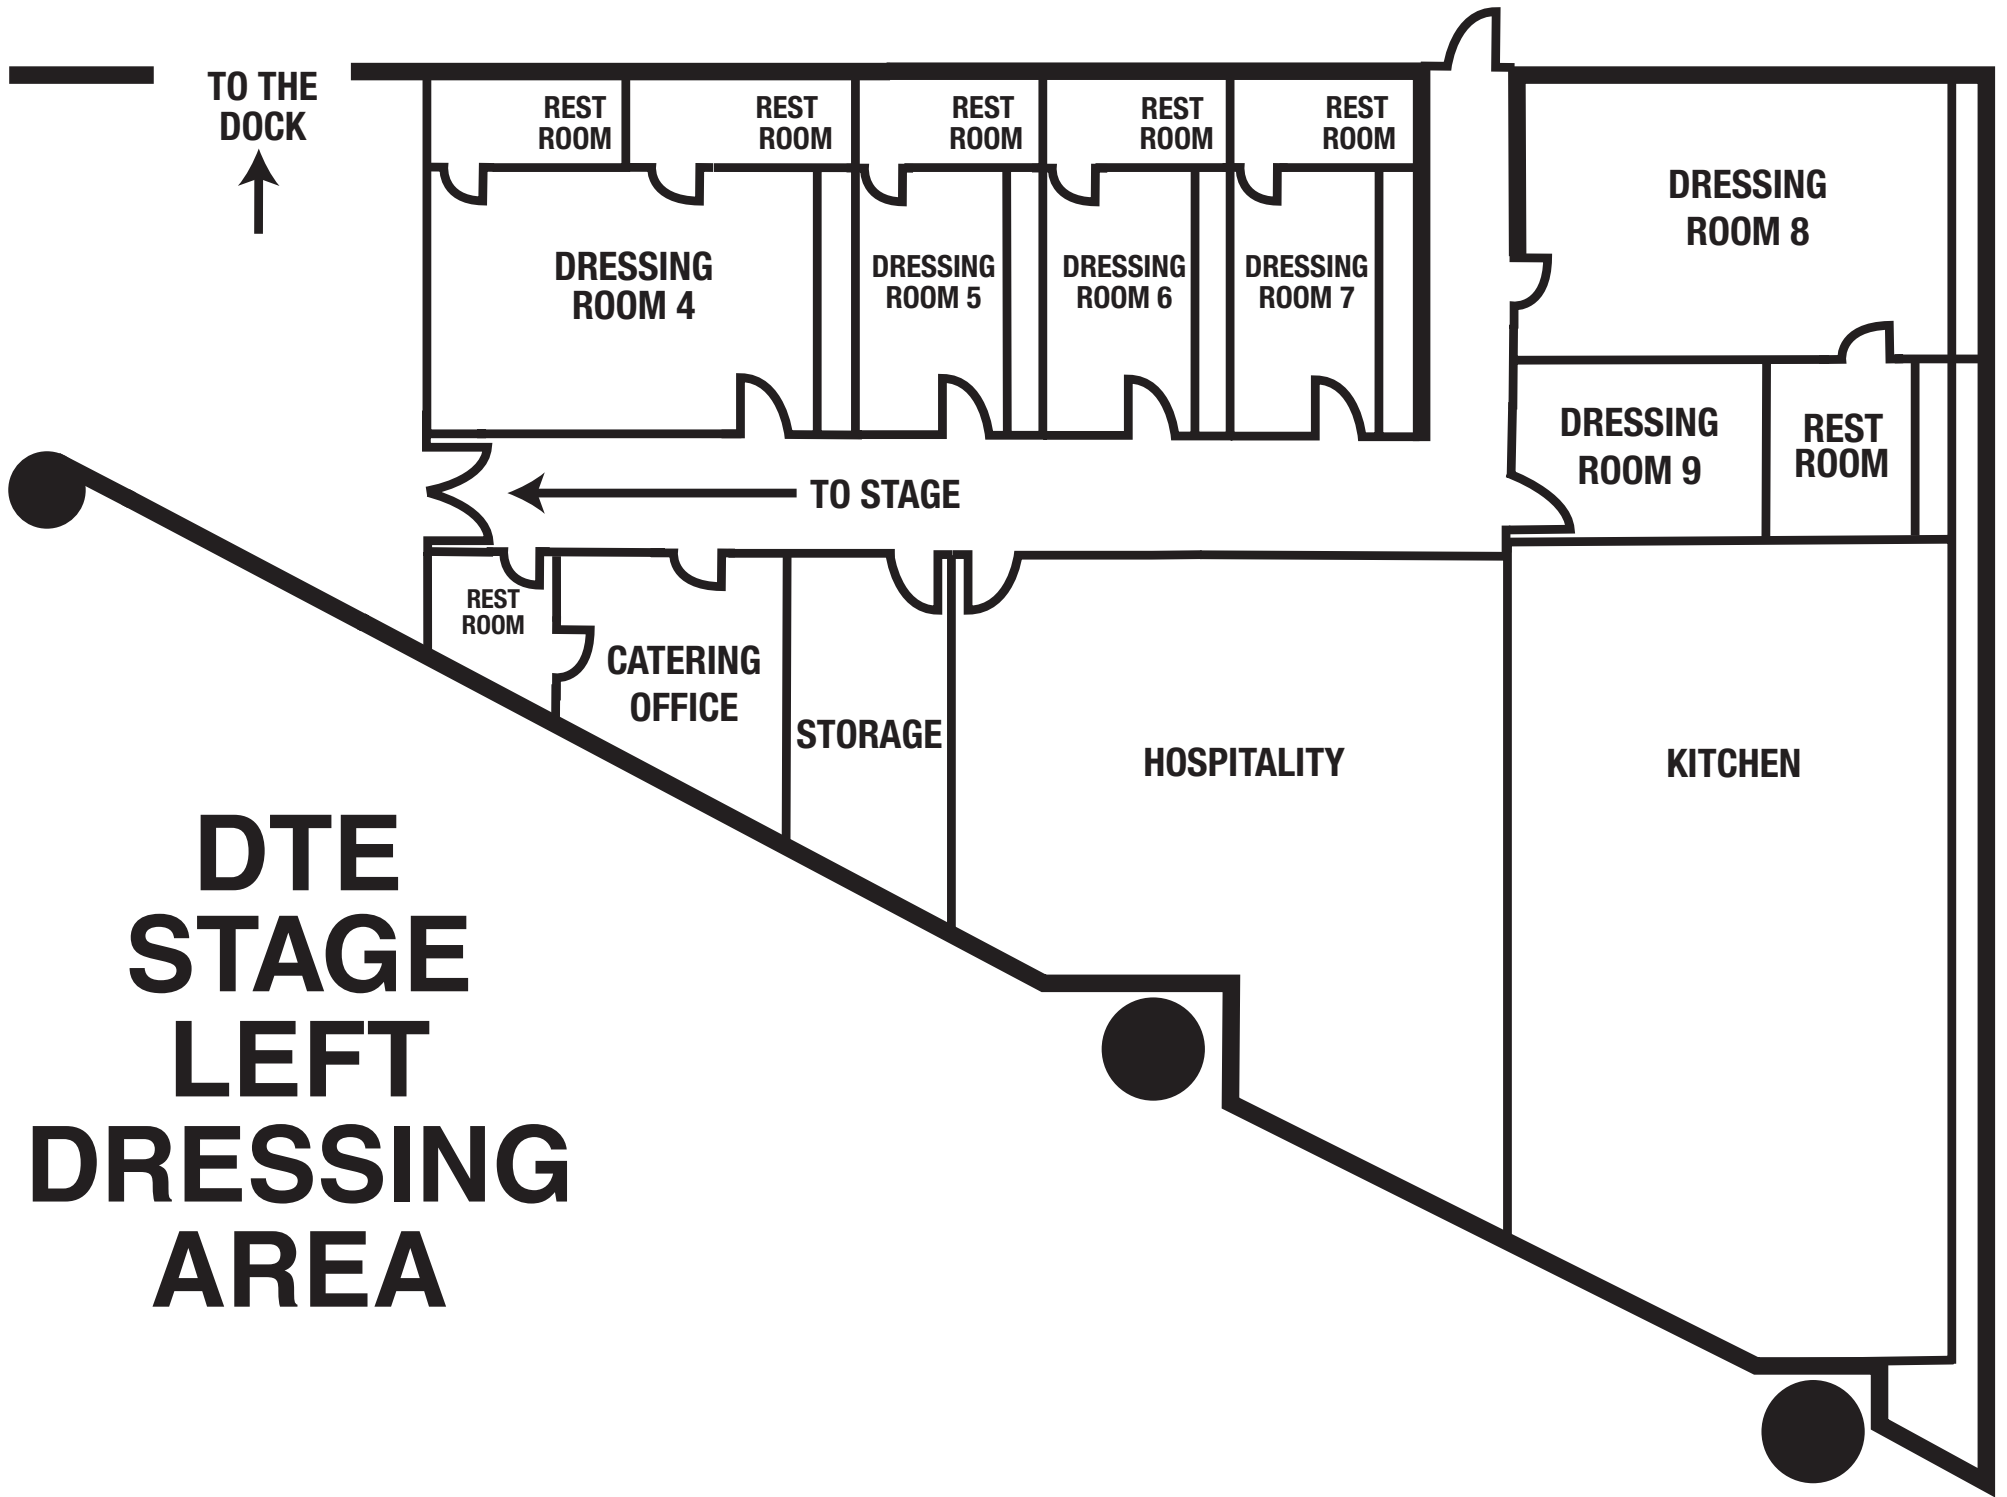 TO THE
DOCK
REST
ROOM
REST
ROOM
REST
ROOM
REST
ROOM
REST
ROOM
DRESSING
ROOM 4
DRESSING
ROOM 5
DRESSING
ROOM 6
DRESSING
ROOM 7
DRESSING
ROOM 8
DRESSING
ROOM 9
REST
ROOM
TO STAGE
REST
ROOM
CATERING
OFFICE
STORAGE
HOSPITALITY
KITCHEN
DTE
STAGE
LEFT
DRESSING
AREA